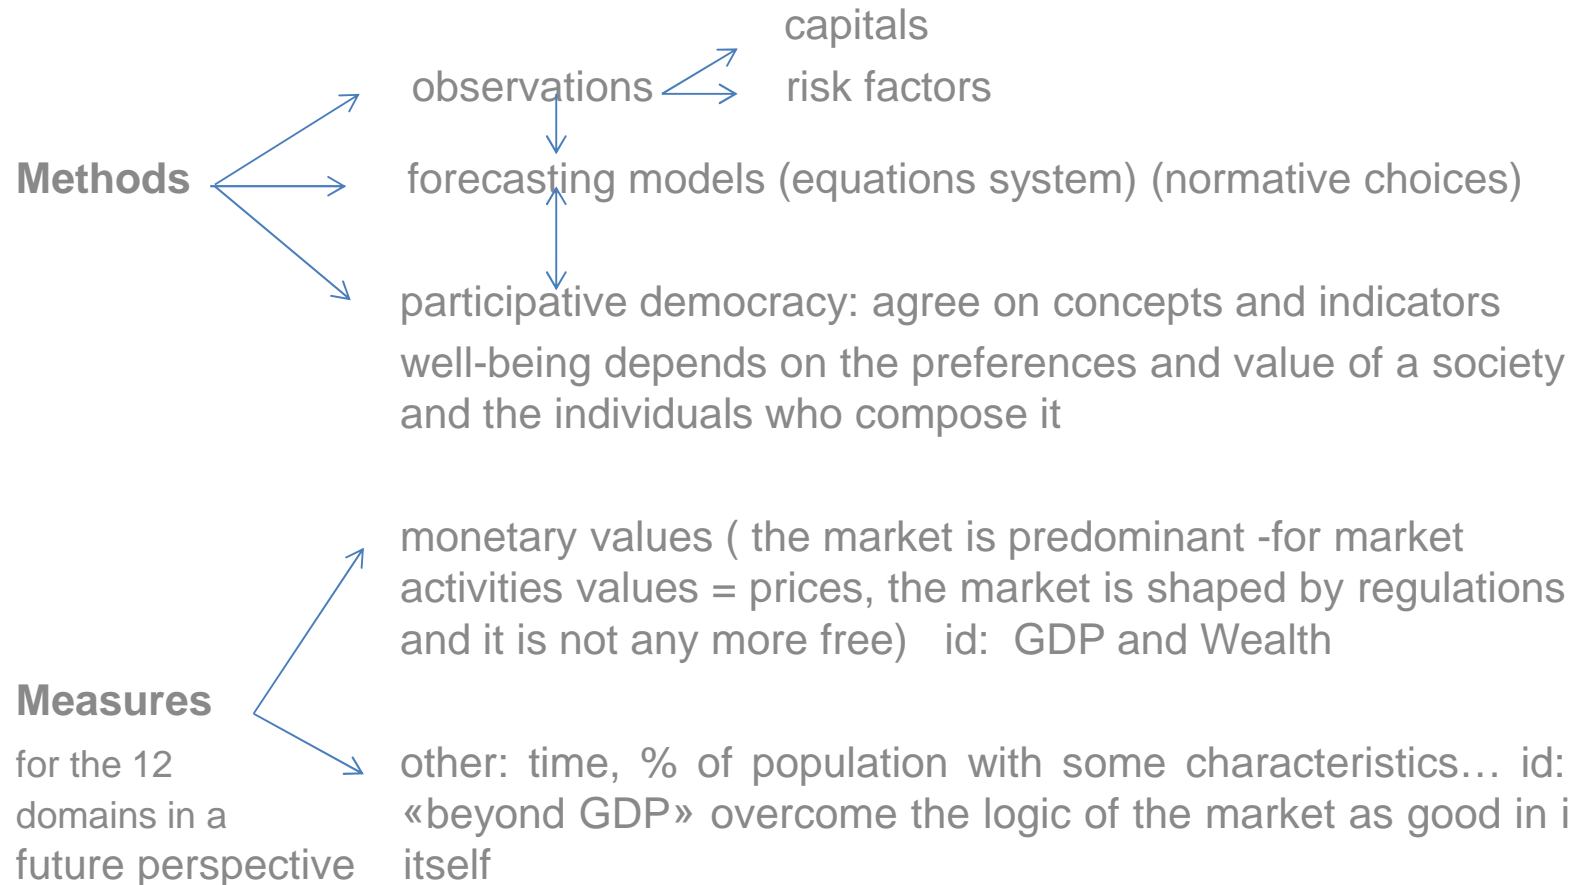 capitals
observations risk factors
Methods forecasting models (equations system) (normative choices)
participative democracy: agree on concepts and indicators
well-being depends on the preferences and value of a society
and the individuals who compose it
monetary values ( the market is predominant -for market
activities values = prices, the market is shaped by regulations
and it is not any more free) id: GDP and Wealth
Measures
for the 12 other: time, % of population with some characteristics… id:
domains in a «beyond GDP» overcome the logic of the market as good in i
future perspective itself